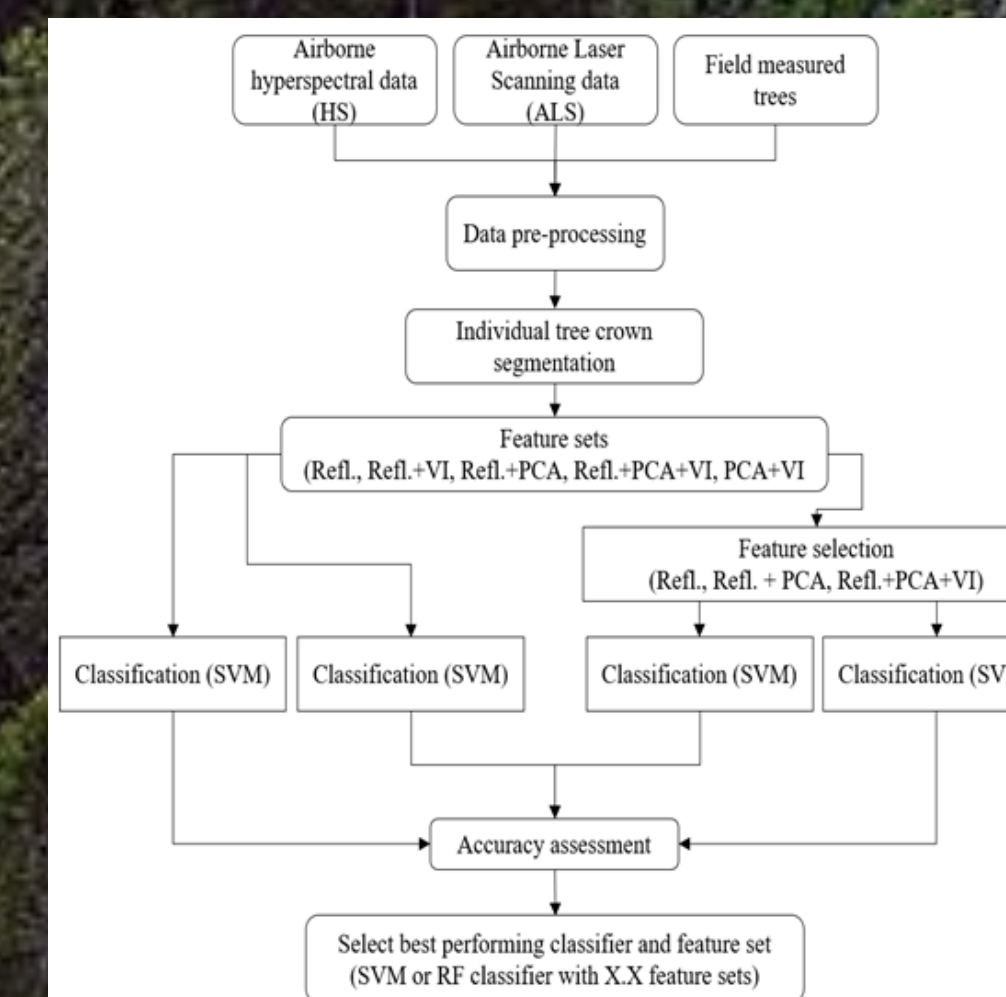 Airborne
hyperspectral data
(HS)
Airborne Laser
Scanning data
(ALS)
Field measured
trees
Data pre-processing
Individual tree crown
segmentation
Feature sets
(Refl., Refl.+VI, Refl.+PCA, Refl.+PCA+VI, PCA+VI
Feature selection
(Refl., Refl. + PCA, Refl.+PCA+VI)
Classification (SVM)
Classification (SVM)
Classification (SVM)
Classification
Accuracy assessment
Select best performing classifier and feature set
(SVM or RF classifier with X.X feature sets)